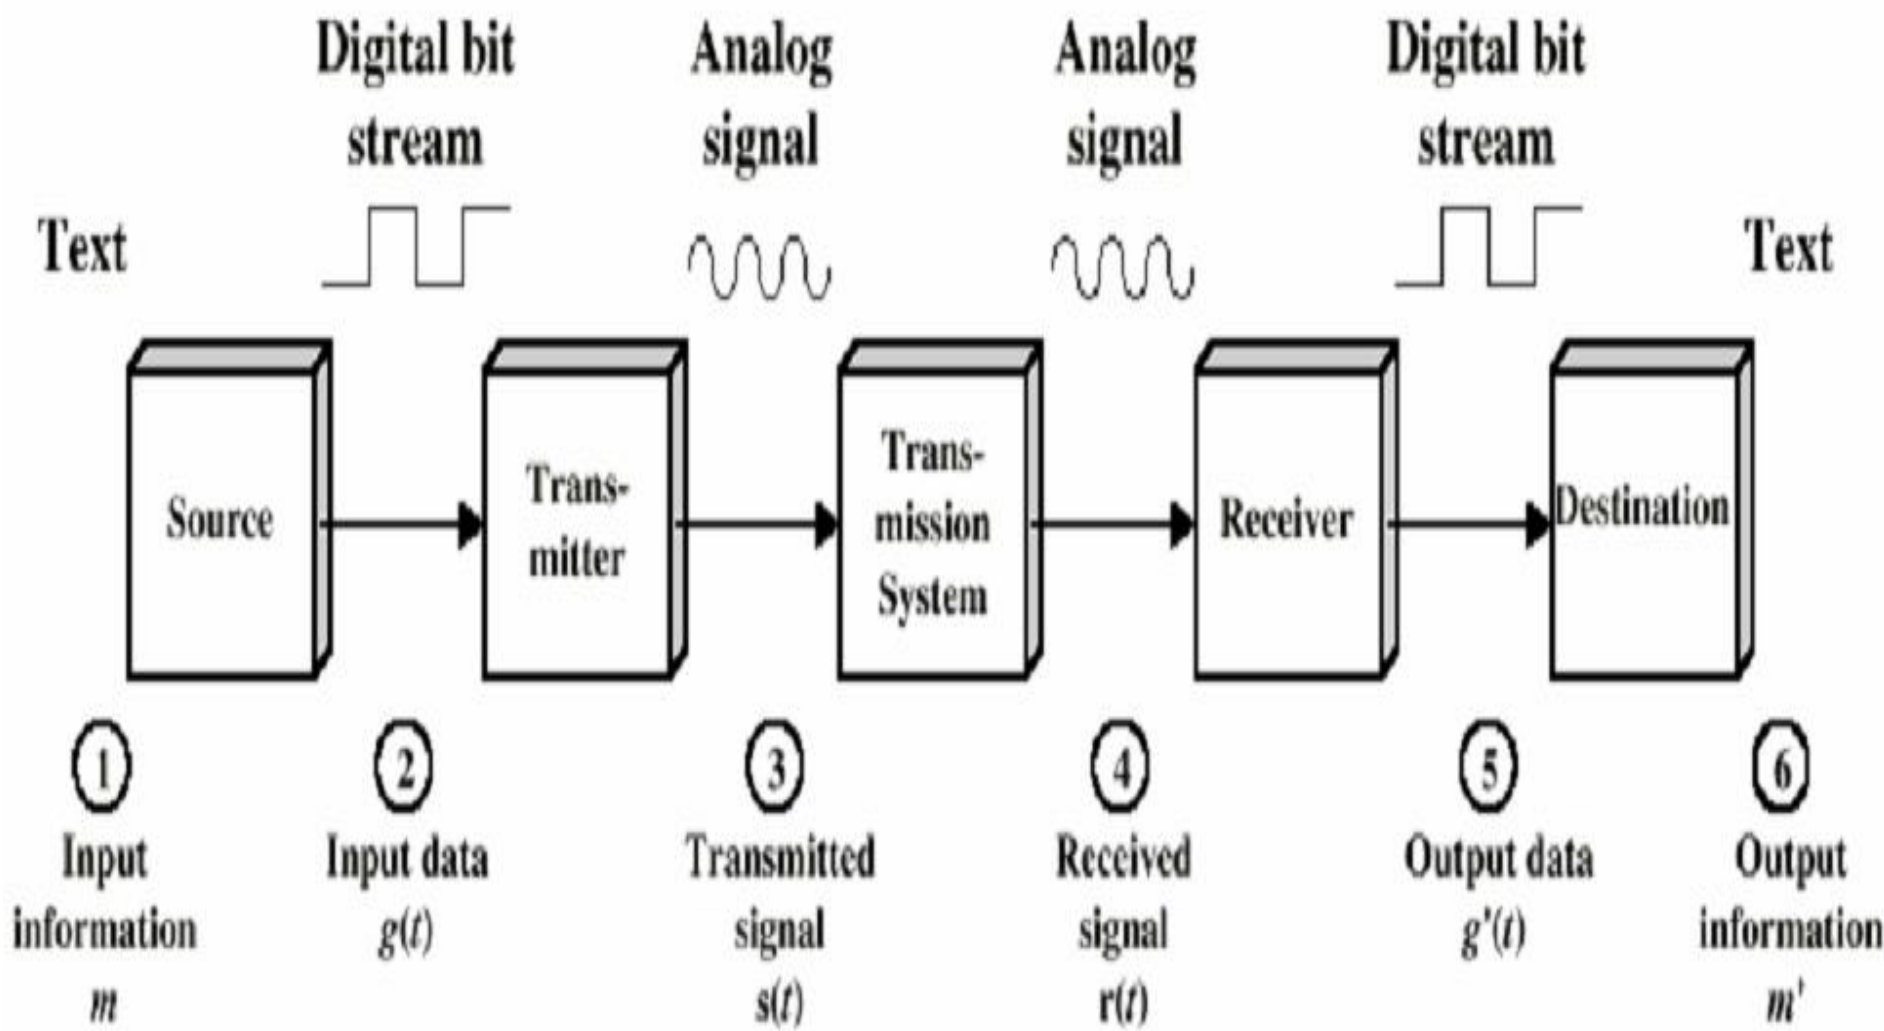 Digital bit
stream
Analog
signal
Analog
signal
Digital bit
stream
Text
Text
Source
Trans-
mitter
Trans-
mission
System
Receiver
Destination
1
Input
information
m
2
Input data
g(t)
3
Transmitted
signal
s(t)
4
Received
signal
r(t)
5
Output data
g'(t)
6
Output
information
m'